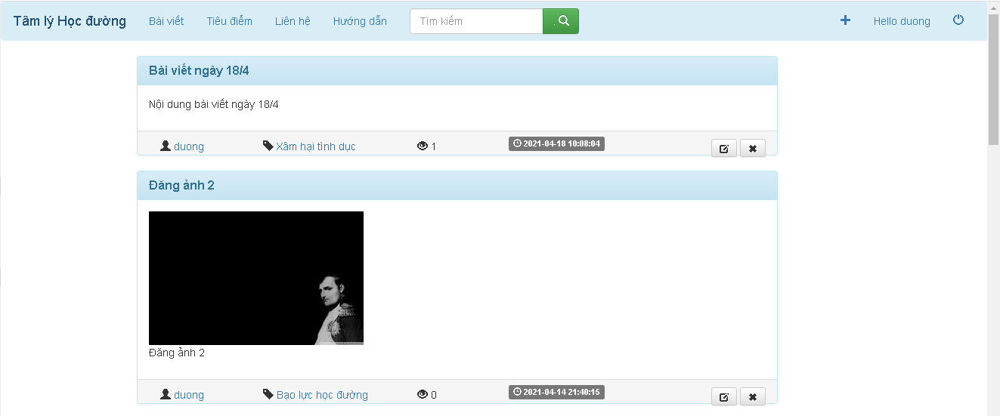 Tâm lý Học đường Bài viết Tiêu điểm Liên hệ Hướng dẫn Tìm kiếm Hello duong
Bài viết ngày 18/4
Nội dung bài viết ngày 18/4
duong Xâm hại tình dục 1 2021-04-18 10:08:04
Đăng ảnh 2
Đăng ảnh 2
duong Bạo lực học đường 0 2021-04-14 21:40:15